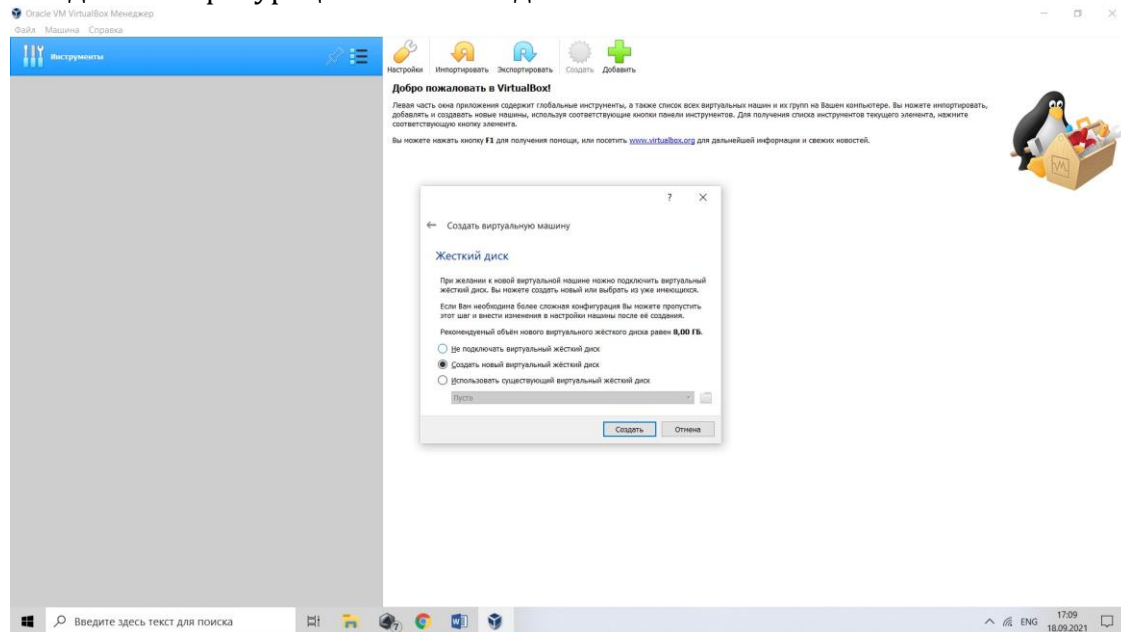 Oracle VM VirtualBox Менеджер
Файл Машина Справка
Инструменты
Настройки Импортировать Экспортировать Создать Добавить
Добро пожаловать в VirtualBox!
Левая часть окна приложения содержит глобальные инструменты, а также список всех виртуальных машин и их групп на Вашем компьютере. Вы можете импортировать,
добавлять и создавать новые машины, используя соответствующие кнопки панели инструментов. Для получения списка инструментов текущего элемента, нажмите
соответствующую кнопку элемента.
Вы можете нажать кнопку F1 для получения помощи, или посетить www.virtualbox.org для дальнейшей информации и свежих новостей.
? ×
← Создать виртуальную машину
Жесткий диск
При желании к новой виртуальной машине можно подключить виртуальный
жёсткий диск. Вы можете создать новый или выбрать из уже имеющихся.
Если Вам необходима более сложная конфигурация Вы можете пропустить
этот шаг и внести изменения в настройки машины после её создания.
Рекомендуемый объём нового виртуального жёсткого диска равен 8,00 ГБ.
Не подключать виртуальный жёсткий диск
Создать новый виртуальный жёсткий диск
Использовать существующий виртуальный жёсткий диск
Пусто
Создать Отмена
Введите здесь текст для поиска
ENG
17:09
18.09.2021